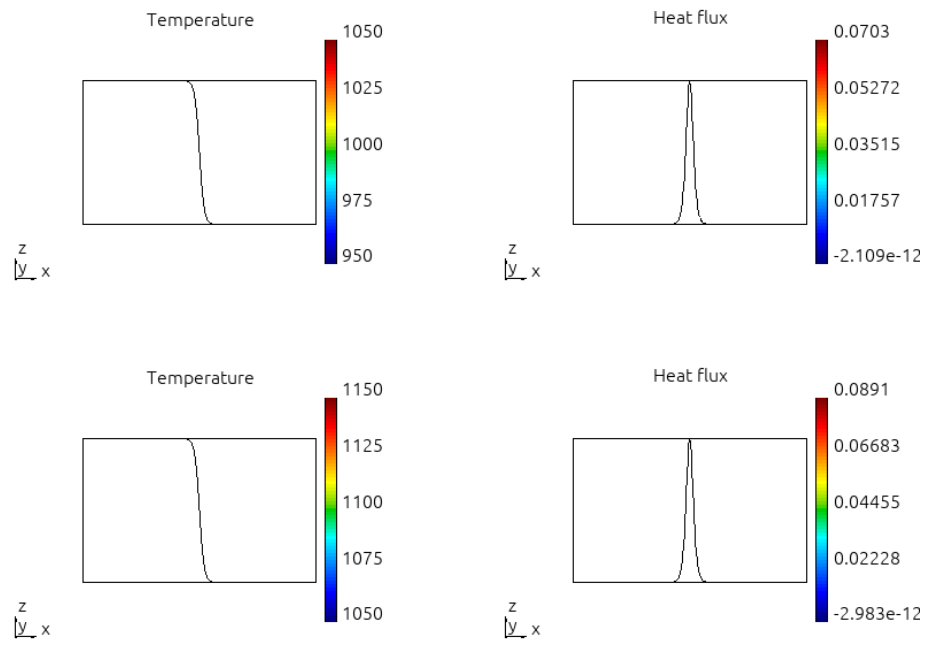 Temperature
1050
1025
1000
975
950
z
y x
Heat flux
0.0703
0.05272
0.03515
0.01757
-2.109e-12
z
y x
Temperature
1150
1125
1100
1075
1050
z
y x
Heat flux
0.0891
0.06683
0.04455
0.02228
-2.983e-12
z
y x